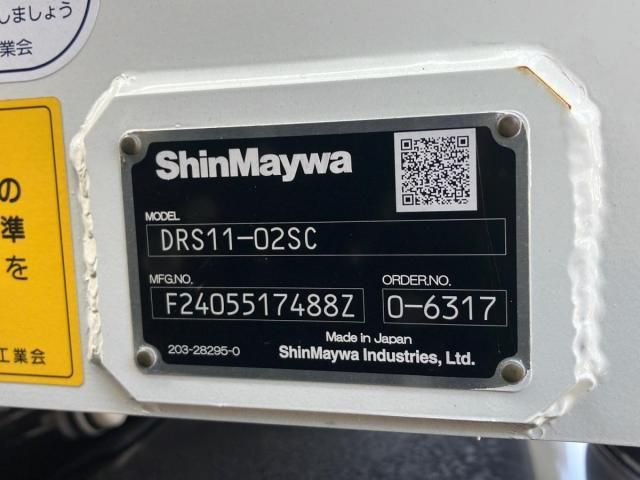 しましょう
業会
の
準
を
工業会
ShinMaywa
MODEL
DRS11-02SC
MFG.NO.
F2405517488Z
ORDER.NO.
0-6317
Made in Japan
203-28295-0
ShinMaywa Industries, Ltd.